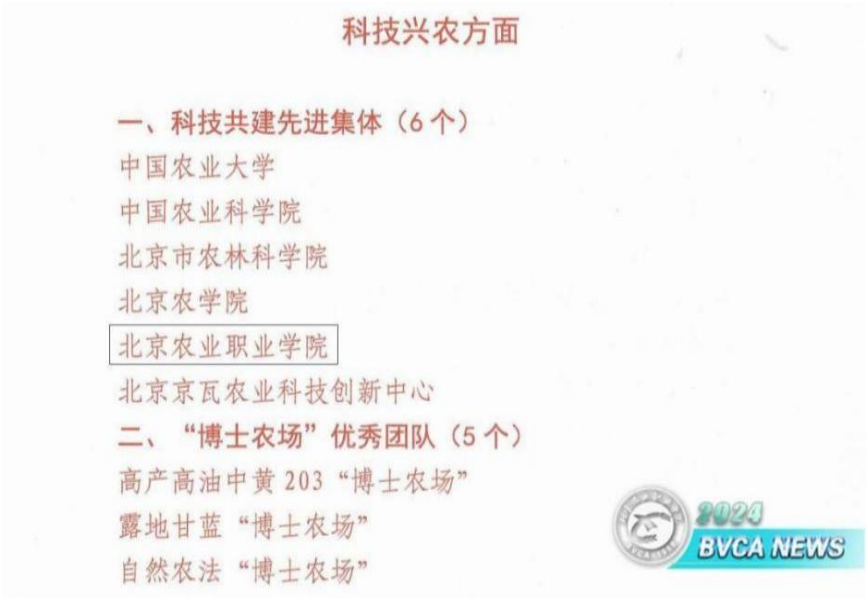 科技兴农方面
一、科技共建先进集体（6个）
中国农业大学
中国农业科学院
北京市农林科学院
北京农学院
北京农业职业学院
北京京瓦农业科技创新中心
二、“博士农场”优秀团队（5个）
高产高油中黄203“博士农场”
露地甘蓝“博士农场”
自然农法“博士农场”
2024
BVCA NEWS